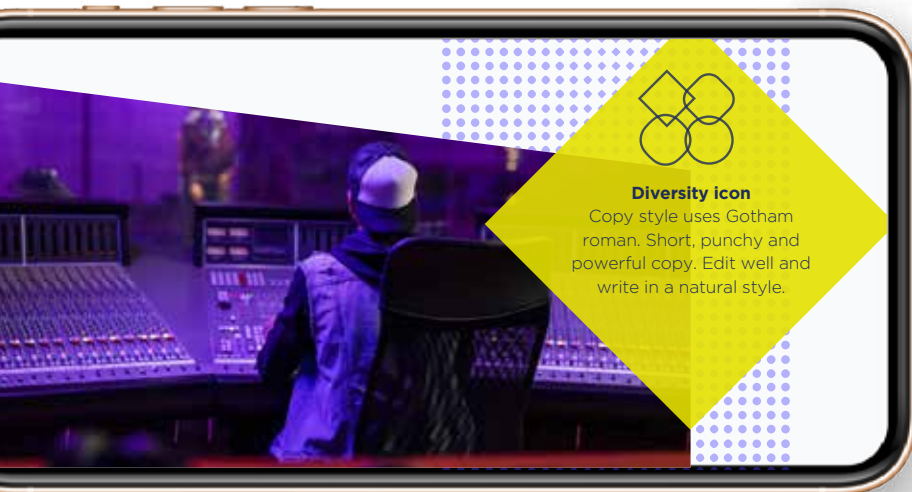 Diversity icon
Copy style uses Gotham
roman. Short, punchy and
powerful copy. Edit well and
write in a natural style.